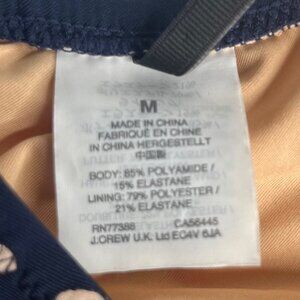 M
MADE IN CHINA
FABRIQUÉ EN CHINE
IN CHINA HERGESTELLT
中国製
BODY: 85% POLYAMIDE /
15% ELASTANE
LINING: 79% POLYESTER /
21% ELASTANE
RN77388 CA56445
J.CREW U.K. Ltd EC4V 6JA